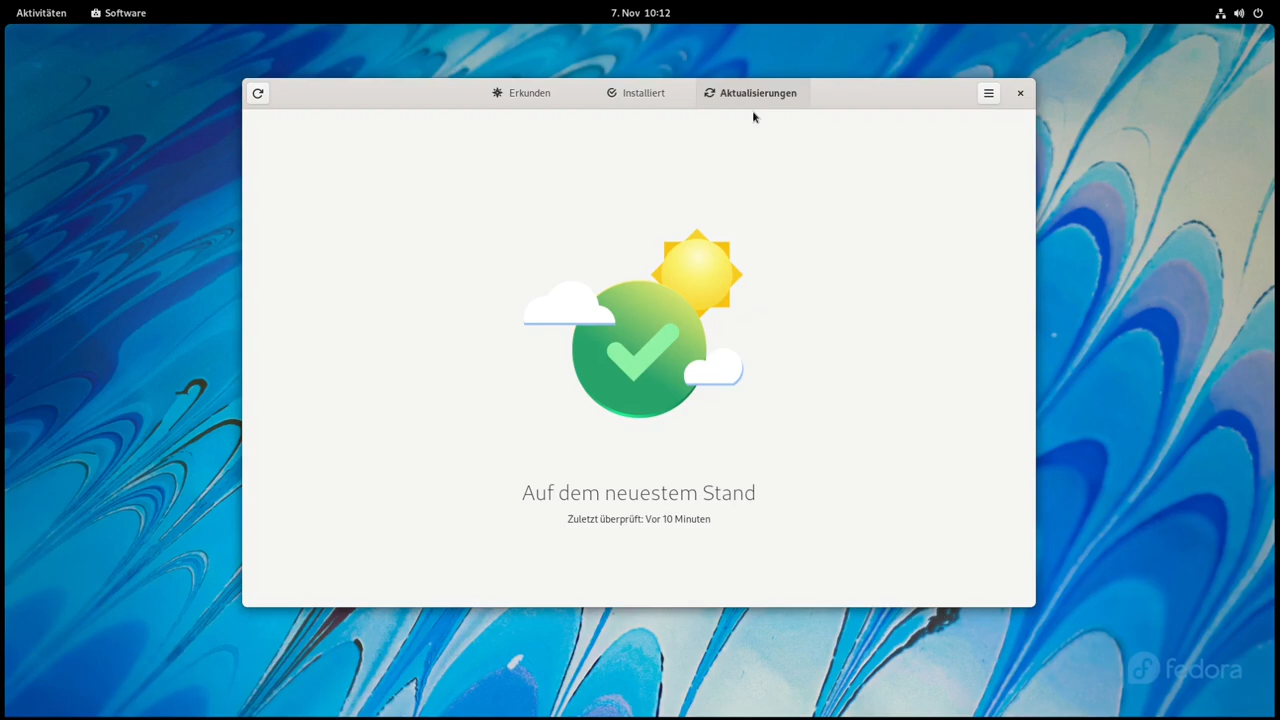 Aktivitäten Software 7. Nov 10:12
Erkunden Installiert Aktualisierungen
Auf dem neuestem Stand
Zuletzt überprüft: Vor 10 Minuten
fedora